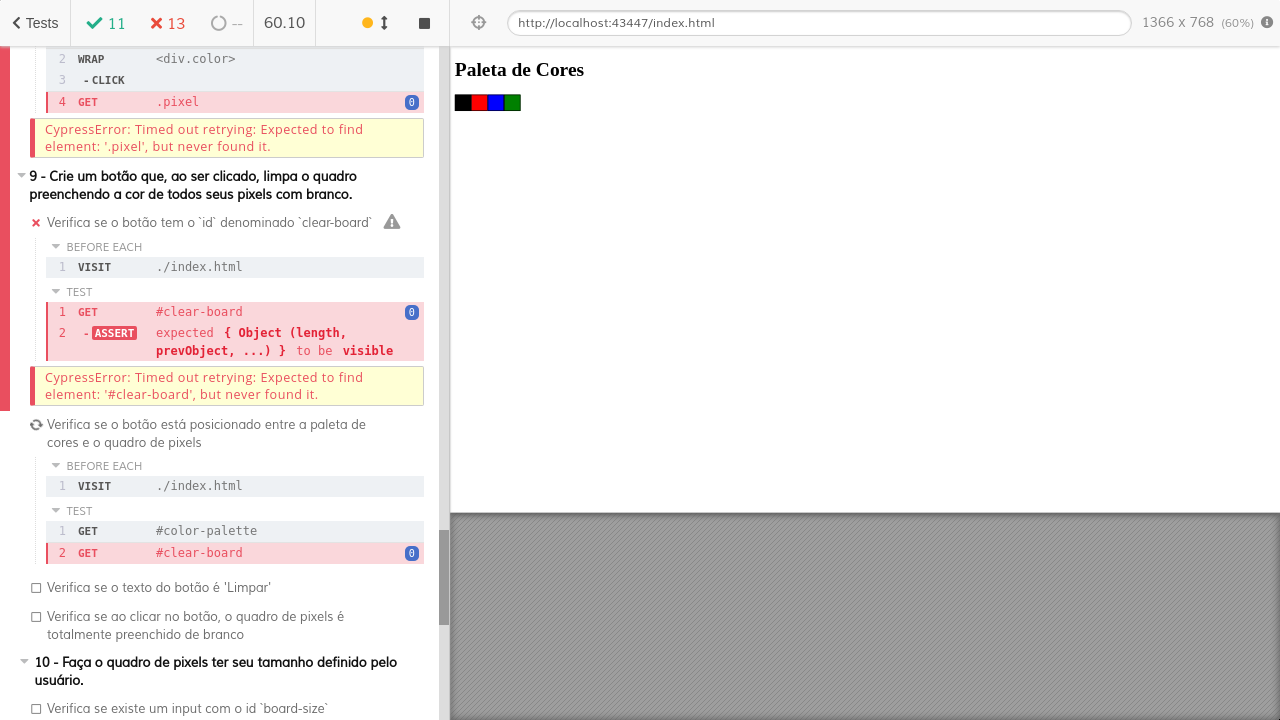 Tests 11 13 -- 60.10 http://localhost:43447/index.html 1366 x 768 (60%)
2 WRAP <div.color>
3 -CLICK
4 GET .pixel 0
CypressError: Timed out retrying: Expected to find
element: '.pixel', but never found it.
9 - Crie um botão que, ao ser clicado, limpa o quadro
preenchendo a cor de todos seus pixels com branco.
Verifica se o botão tem o `id` denominado `clear-board`
BEFORE EACH
1 VISIT ./index.html
TEST
1 GET #clear-board 0
2 -ASSERT expected { Object (length,
prevObject, ...) } to be visible
CypressError: Timed out retrying: Expected to find
element: '#clear-board', but never found it.
Verifica se o botão está posicionado entre a paleta de
cores e o quadro de pixels
BEFORE EACH
1 VISIT ./index.html
TEST
1 GET #color-palette
2 GET #clear-board 0
Verifica se o texto do botão é 'Limpar'
Verifica se ao clicar no botão, o quadro de pixels é
totalmente preenchido de branco
10 - Faça o quadro de pixels ter seu tamanho definido pelo
usuário.
Verifica se existe um input com o id `board-size`
Paleta de Cores